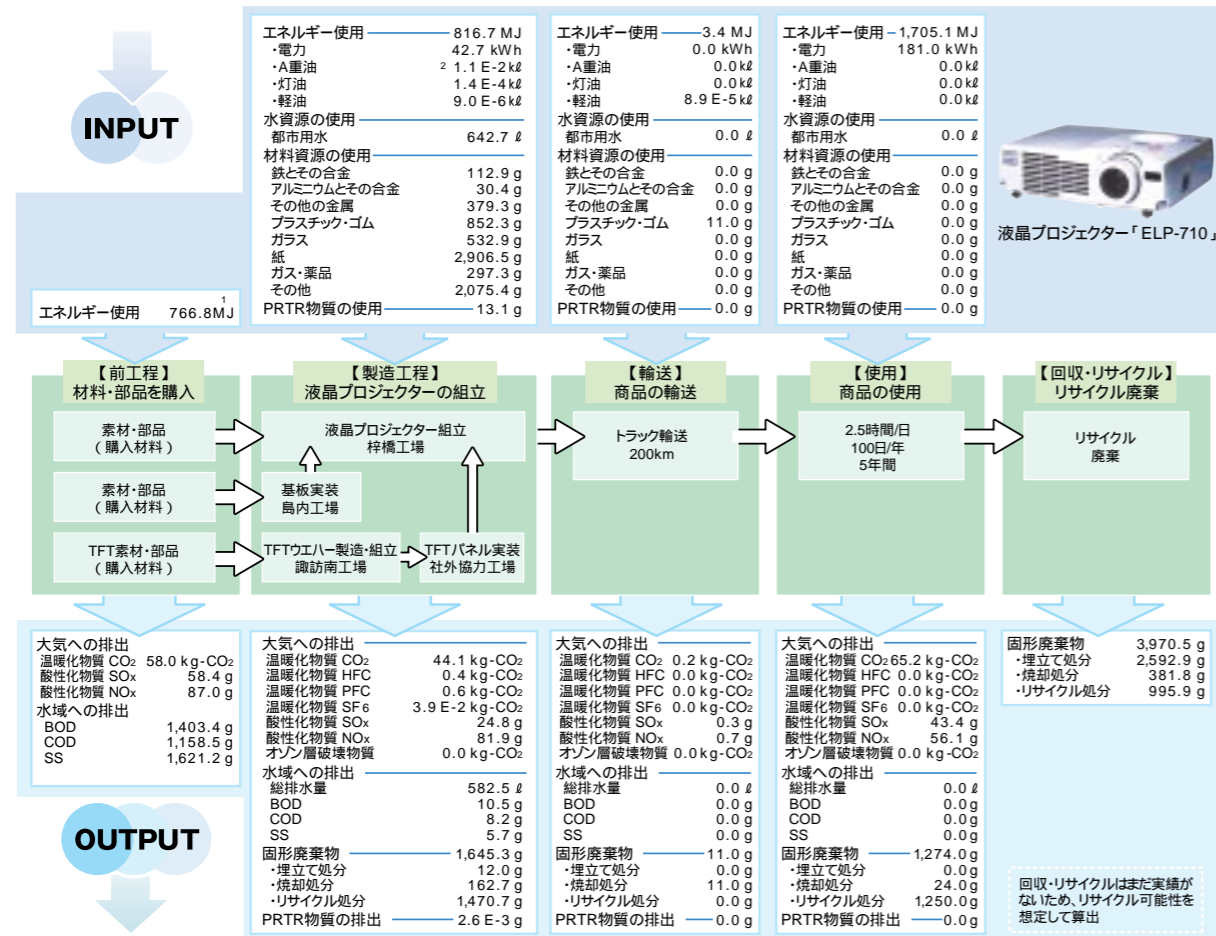 INPUT
エネルギー使用 816.7 MJ
・電力 42.7 kWh
・A重油 2 1.1 E-2kℓ
・灯油 1.4 E-4kℓ
・軽油 9.0 E-6kℓ
水資源の使用
都市用水 642.7 ℓ
材料資源の使用
鉄とその合金 112.9 g
アルミニウムとその合金 30.4 g
その他の金属 379.3 g
プラスチック・ゴム 852.3 g
ガラス 532.9 g
紙 2,906.5 g
ガス・薬品 297.3 g
その他 2,075.4 g
PRTR物質の使用 13.1 g
エネルギー使用 3.4 MJ
・電力 0.0 kWh
・A重油 0.0kℓ
・灯油 0.0kℓ
・軽油 8.9 E-5kℓ
水資源の使用
都市用水 0.0 ℓ
材料資源の使用
鉄とその合金 0.0 g
アルミニウムとその合金 0.0 g
その他の金属 0.0 g
プラスチック・ゴム 11.0 g
ガラス 0.0 g
紙 0.0 g
ガス・薬品 0.0 g
その他 0.0 g
PRTR物質の使用 0.0 g
エネルギー使用 1,705.1 MJ
・電力 181.0 kWh
・A重油 0.0kℓ
・灯油 0.0kℓ
・軽油 0.0kℓ
水資源の使用
都市用水 0.0 ℓ
材料資源の使用
鉄とその合金 0.0 g
アルミニウムとその合金 0.0 g
その他の金属 0.0 g
プラスチック・ゴム 0.0 g
ガラス 0.0 g
紙 0.0 g
ガス・薬品 0.0 g
その他 0.0 g
PRTR物質の使用 0.0 g
液晶プロジェクター「ELP-710」
エネルギー使用 766.8MJ 1
【前工程】
材料・部品を購入
【製造工程】
液晶プロジェクターの組立
【輸送】
商品の輸送
【使用】
商品の使用
【回収・リサイクル】
リサイクル廃棄
素材・部品
(購入材料)
液晶プロジェクター組立
梓橋工場
トラック輸送
200km
2.5時間/日
100日/年
5年間
リサイクル
廃棄
素材・部品
(購入材料)
基板実装
島内工場
TFT素材・部品
(購入材料)
TFTウエハー製造・組立
諏訪南工場
TFTパネル実装
社外協力工場
大気への排出
温暖化物質 CO₂ 58.0 kg-CO₂
酸性化物質 SOx 58.4 g
酸性化物質 NOx 87.0 g
水域への排出
BOD 1,403.4 g
COD 1,158.5 g
SS 1,621.2 g
大気への排出
温暖化物質 CO₂ 44.1 kg-CO₂
温暖化物質 HFC 0.4 kg-CO₂
温暖化物質 PFC 0.6 kg-CO₂
温暖化物質 SF₆ 3.9 E-2 kg-CO₂
酸性化物質 SOx 24.8 g
酸性化物質 NOx 81.9 g
オゾン層破壊物質 0.0 kg-CO₂
水域への排出
総排水量 582.5 ℓ
BOD 10.5 g
COD 8.2 g
SS 5.7 g
固形廃棄物 1,645.3 g
・埋立て処分 12.0 g
・焼却処分 162.7 g
・リサイクル処分 1,470.7 g
PRTR物質の排出 2.6 E-3 g
大気への排出
温暖化物質 CO₂ 0.2 kg-CO₂
温暖化物質 HFC 0.0 kg-CO₂
温暖化物質 PFC 0.0 kg-CO₂
温暖化物質 SF₆ 0.0 kg-CO₂
酸性化物質 SOx 0.3 g
酸性化物質 NOx 0.7 g
オゾン層破壊物質 0.0 kg-CO₂
水域への排出
総排水量 0.0 ℓ
BOD 0.0 g
COD 0.0 g
SS 0.0 g
固形廃棄物 11.0 g
・埋立て処分 0.0 g
・焼却処分 11.0 g
・リサイクル処分 0.0 g
PRTR物質の排出 0.0 g
大気への排出
温暖化物質 CO₂ 65.2 kg-CO₂
温暖化物質 HFC 0.0 kg-CO₂
温暖化物質 PFC 0.0 kg-CO₂
温暖化物質 SF₆ 0.0 kg-CO₂
酸性化物質 SOx 43.4 g
酸性化物質 NOx 56.1 g
オゾン層破壊物質 0.0 kg-CO₂
水域への排出
総排水量 0.0 ℓ
BOD 0.0 g
COD 0.0 g
SS 0.0 g
固形廃棄物 1,274.0 g
・埋立て処分 0.0 g
・焼却処分 24.0 g
・リサイクル処分 1,250.0 g
PRTR物質の排出 0.0 g
固形廃棄物 3,970.5 g
・埋立て処分 2,592.9 g
・焼却処分 381.8 g
・リサイクル処分 995.9 g
OUTPUT
回収・リサイクルはまだ実績が
ないため、リサイクル可能性を
想定して算出